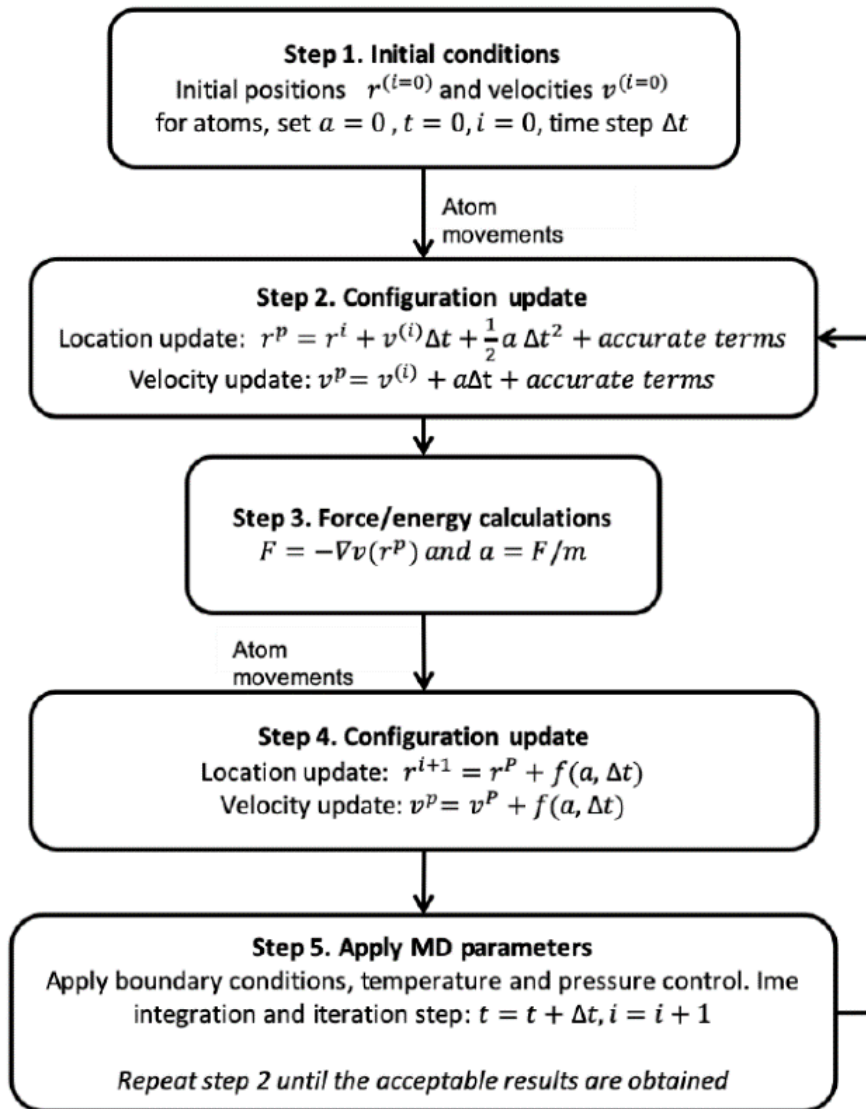 Step 1. Initial conditions
Initial positions r^(i=0) and velocities v^(i=0)
for atoms, set a = 0 , t = 0, i = 0, time step Δt
Atom
movements
Step 2. Configuration update
Location update: r^p = r^i + v^(i)Δt + 1/2 a Δt^2 + accurate terms
Velocity update: v^p = v^(i) + aΔt + accurate terms
Step 3. Force/energy calculations
F = −∇v(r^p) and a = F/m
Atom
movements
Step 4. Configuration update
Location update: r^i+1 = r^P + f(a, Δt)
Velocity update: v^p = v^P + f(a, Δt)
Step 5. Apply MD parameters
Apply boundary conditions, temperature and pressure control. Ime
integration and iteration step: t = t + Δt, i = i + 1
Repeat step 2 until the acceptable results are obtained